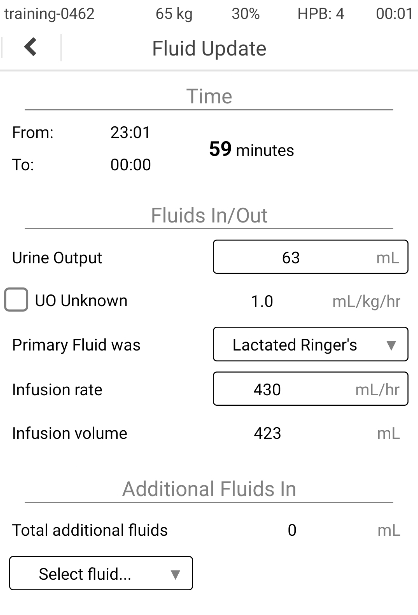 training-0462 65 kg 30% HPB: 4 00:01
Fluid Update
Time
From: 23:01
59 minutes
To: 00:00
Fluids In/Out
Urine Output 63 mL
UO Unknown 1.0 mL/kg/hr
Primary Fluid was Lactated Ringer's
Infusion rate 430 mL/hr
Infusion volume 423 mL
Additional Fluids In
Total additional fluids 0 mL
Select fluid...